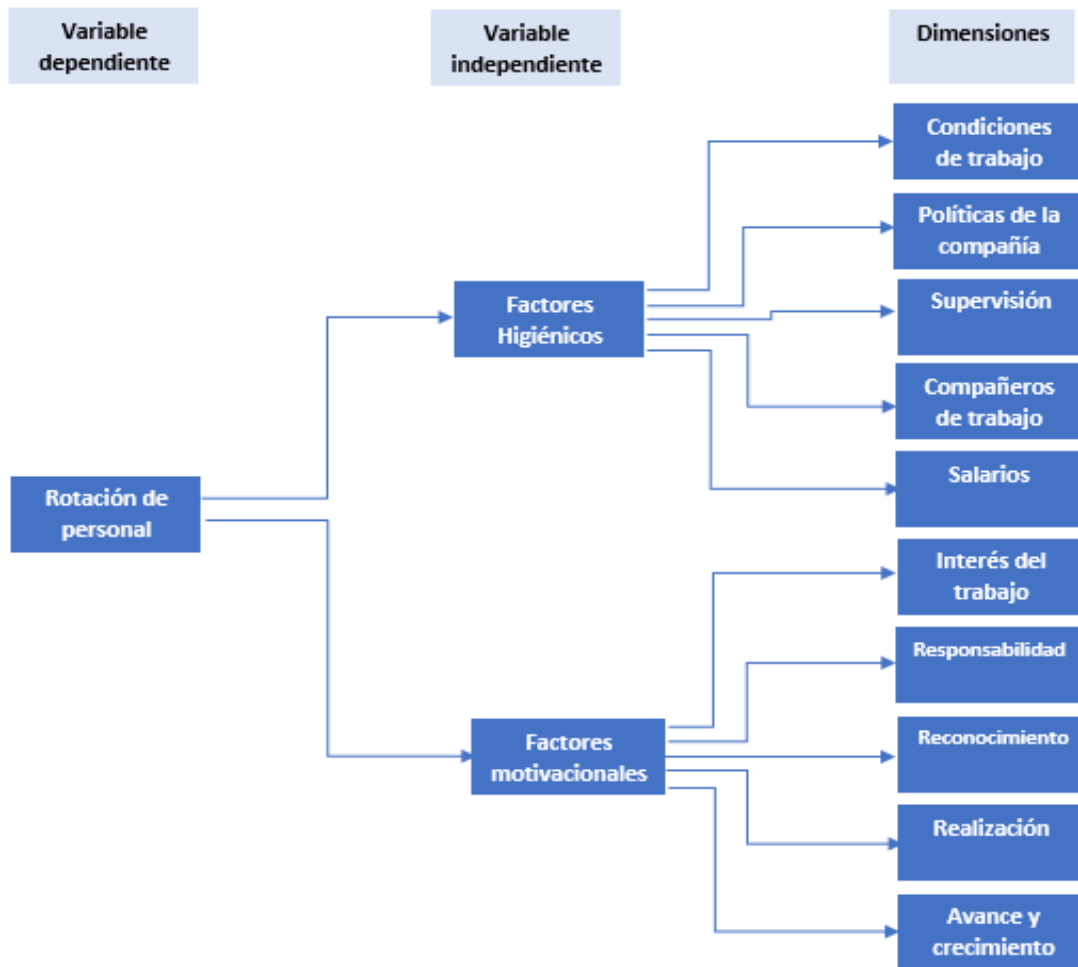 Variable
dependiente
Variable
independiente
Dimensiones
Condiciones
de trabajo
Políticas de la
compañía
Factores
Higiénicos
Supervisión
Compañeros
de trabajo
Salarios
Rotación de
personal
Interés del
trabajo
Responsabilidad
Factores
motivacionales
Reconocimiento
Realización
Avance y
crecimiento